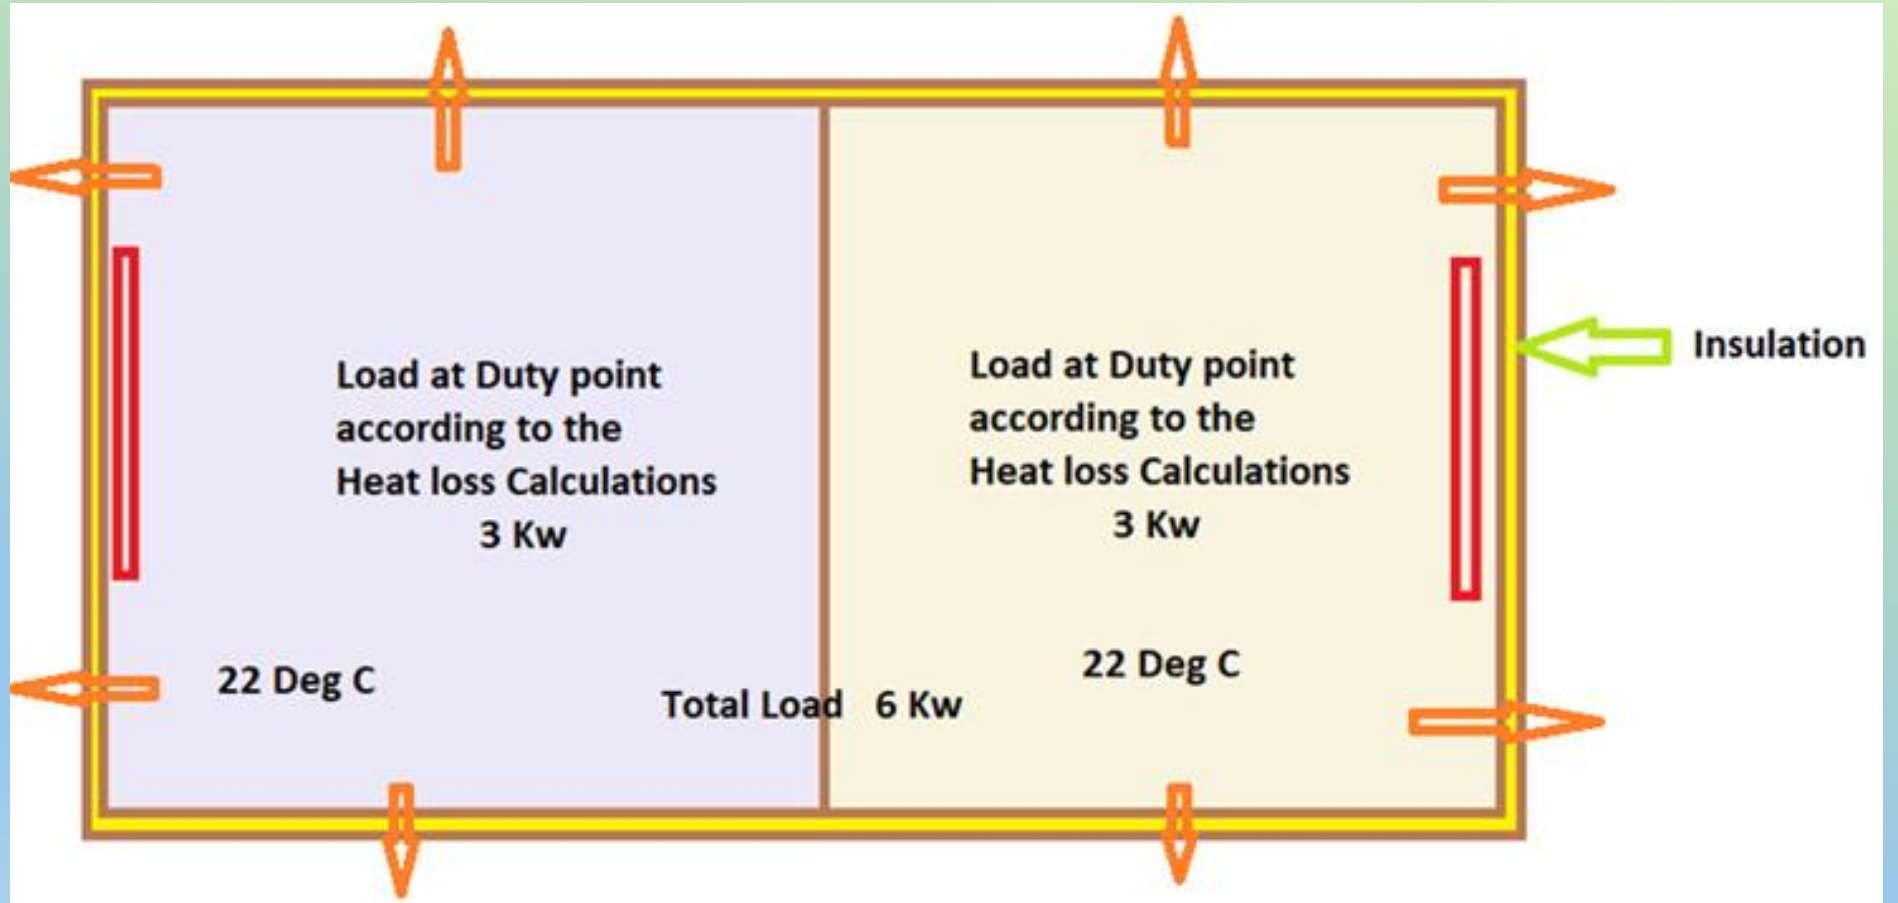 Load at Duty point
according to the
Heat loss Calculations
3 Kw
Load at Duty point
according to the
Heat loss Calculations
3 Kw
Insulation
22 Deg C
22 Deg C
Total Load 6 Kw